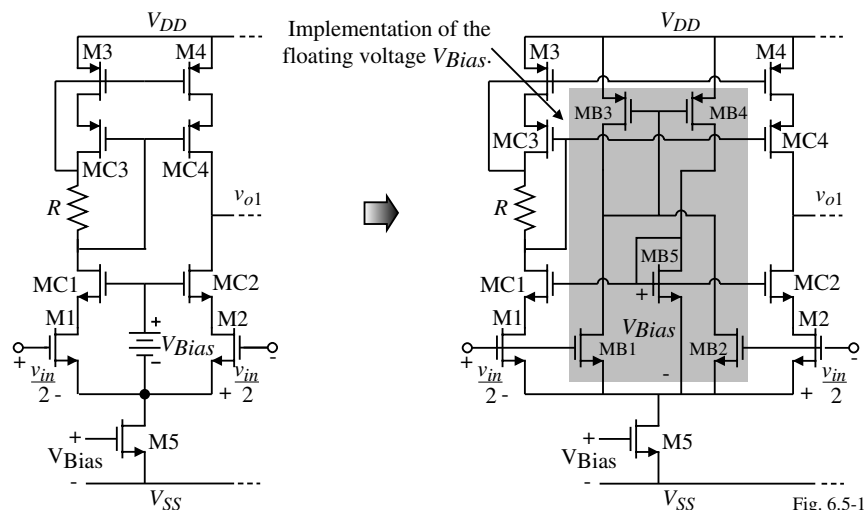 Implementation of the
floating voltage VBias.
VDD
M3
M4
MC3
MC4
R
vo1
MC1
MC2
M1
M2
+
VBias
-
+
vin
2
-
-
vin
2
+
+
VBias
-
M5
VSS
VDD
M3
M4
MB3
MB4
MC3
MC4
R
vo1
MB5
MC1
MC2
+
VBias
-
M1
M2
MB1
MB2
+
vin
2
-
-
vin
2
+
+
VBias
-
M5
VSS
Fig. 6.5-1